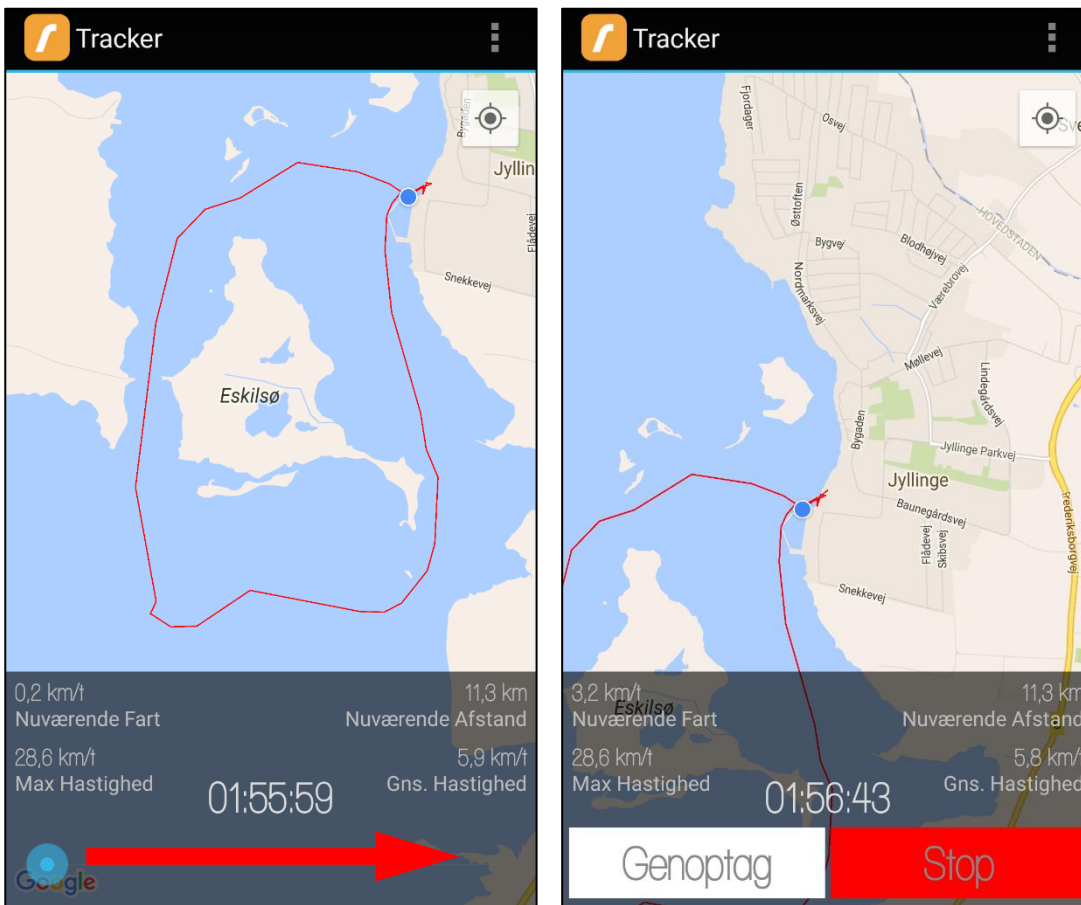 Tracker
Bygaden
Jyllin
Flådevej
Snekkevej
Eskilsø
0,2 km/t
Nuværende Fart
11,3 km
Nuværende Afstand
28,6 km/t
Max Hastighed
01:55:59
5,9 km/t
Gns. Hastighed
Google
Tracker
Fjordager
Osvej
Sve
Østtoften
HOVEDSTADEN
Bygvej
Blodhøjvej
Nordmarksvej
Værebrovej
Møllevej
Lindegårdsvej
Bygaden
Jyllinge Parkvej
Jyllinge
Baunegårdsvej
Flådevej
Skibsvej
Frederiksborgvej
Snekkevej
Eskilsø
3,2 km/t
Nuværende Fart
11,3 km
Nuværende Afstand
28,6 km/t
Max Hastighed
01:56:43
5,8 km/t
Gns. Hastighed
Genoptag
Stop